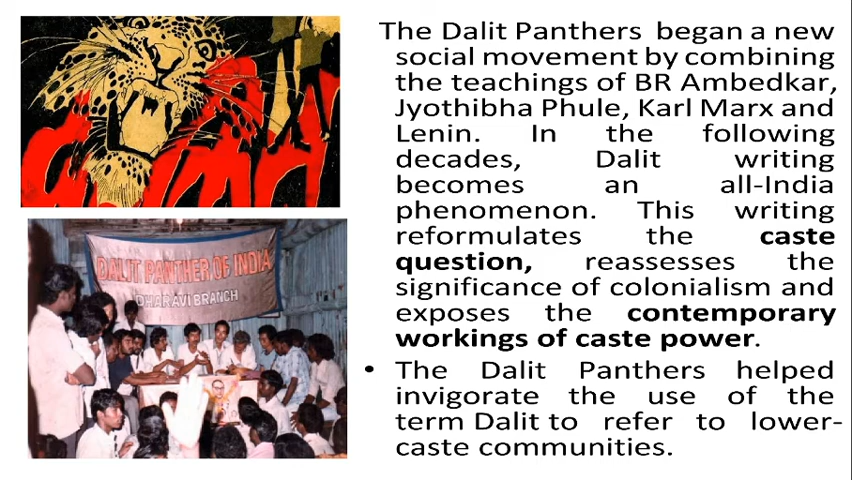 The Dalit Panthers began a new
social movement by combining
the teachings of BR Ambedkar,
Jyothibha Phule, Karl Marx and
Lenin. In the following
decades, Dalit writing
becomes an all-India
phenomenon. This writing
reformulates the caste
question, reassesses the
significance of colonialism and
exposes the contemporary
workings of caste power.
• The Dalit Panthers helped
invigorate the use of the
term Dalit to refer to lower-
caste communities.
DALIT PANTHER OF INDIA
DHARAVI BRANCH